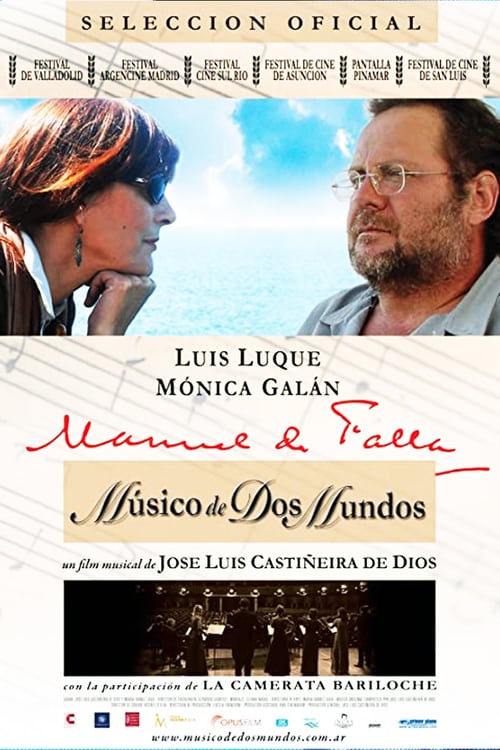 SELECCION OFICIAL
FESTIVAL DE VALLADOLID
FESTIVAL ARGENCINE MADRID
FESTIVAL CINE SUL RIO
FESTIVAL DE CINE DE ASUNCION
PANTALLA PINAMAR
FESTIVAL DE CINE DE SAN LUIS
LUIS LUQUE
MÓNICA GALÁN
Manuel de Falla
Músico de Dos Mundos
un film musical de JOSE LUIS CASTIÑEIRA DE DIOS
con la participación de LA CAMERATA BARILOCHE
OPUSFILM
www.musicodedosmundos.com.ar